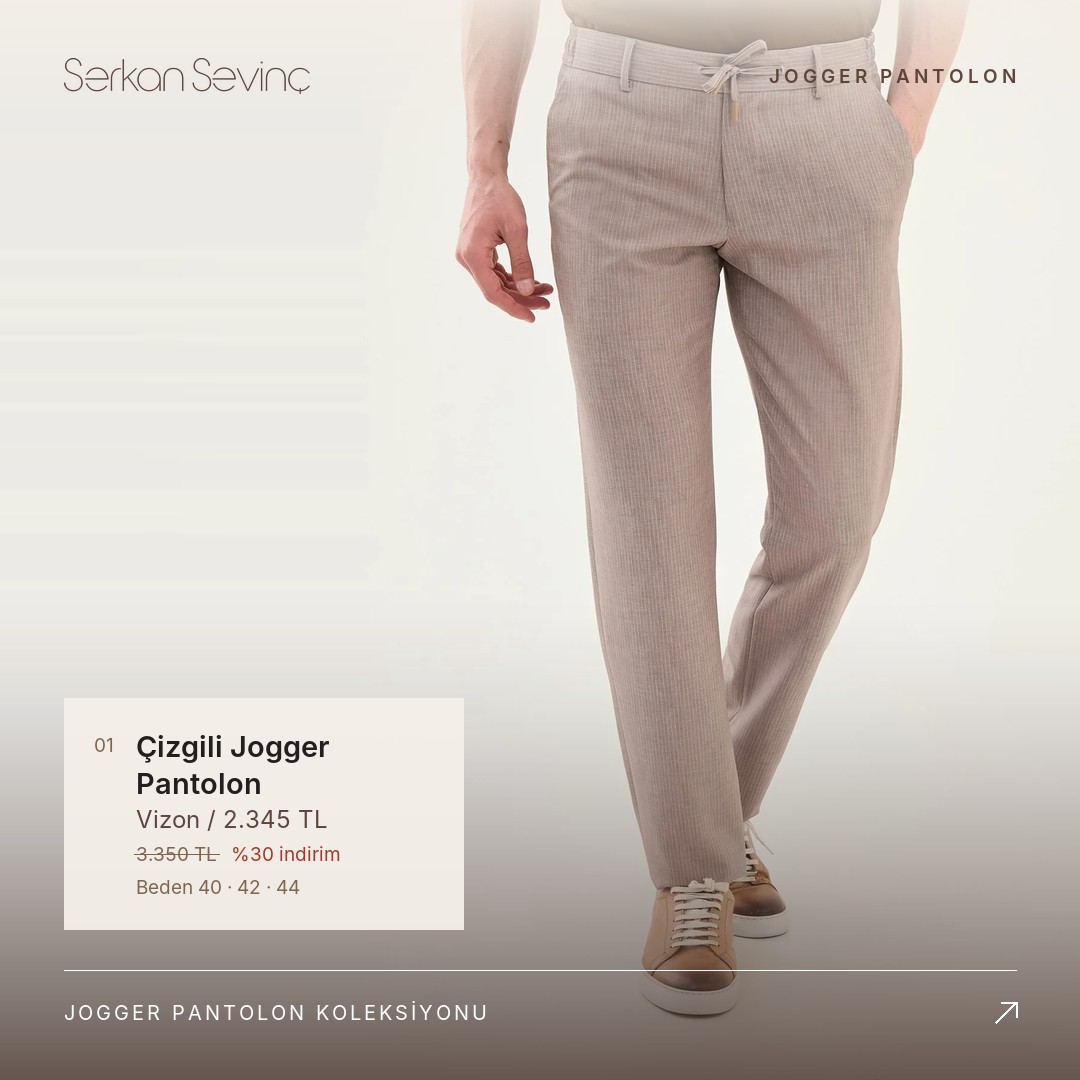 Serkan Sevinç
JOGGER PANTOLON
01
Çizgili Jogger
Pantolon
Vizon / 2.345 TL
3.350 TL %30 indirim
Beden 40 · 42 · 44
JOGGER PANTOLON KOLEKSİYONU